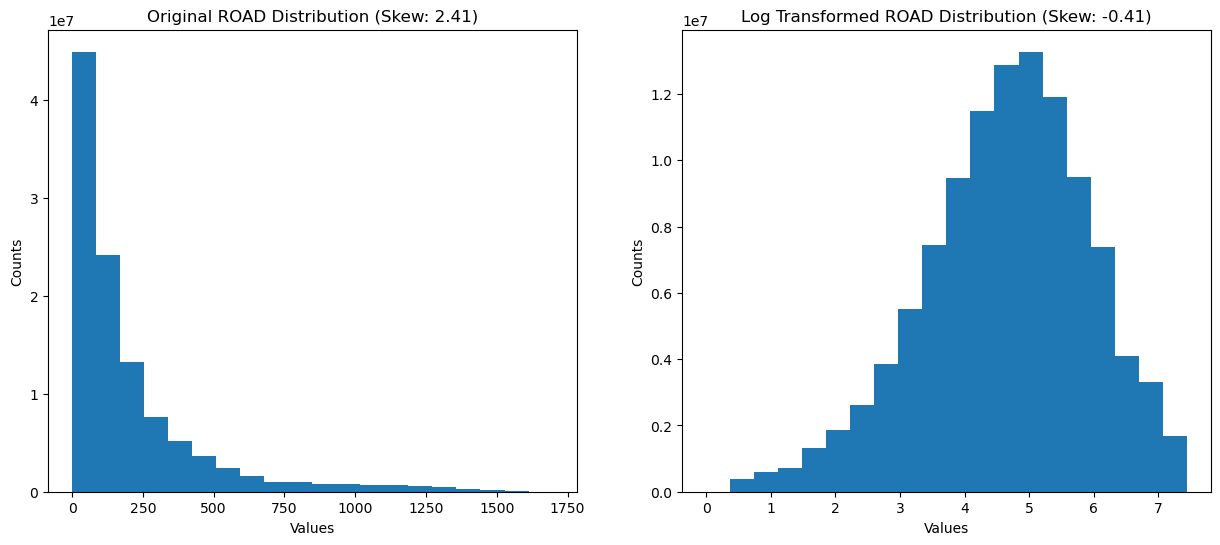 Original ROAD Distribution (Skew: 2.41)
1e7
4
3
2
1
0
Counts
0 250 500 750 1000 1250 1500 1750
Values
Log Transformed ROAD Distribution (Skew: -0.41)
1e7
1.2
1.0
0.8
0.6
0.4
0.2
0.0
Counts
0 1 2 3 4 5 6 7
Values